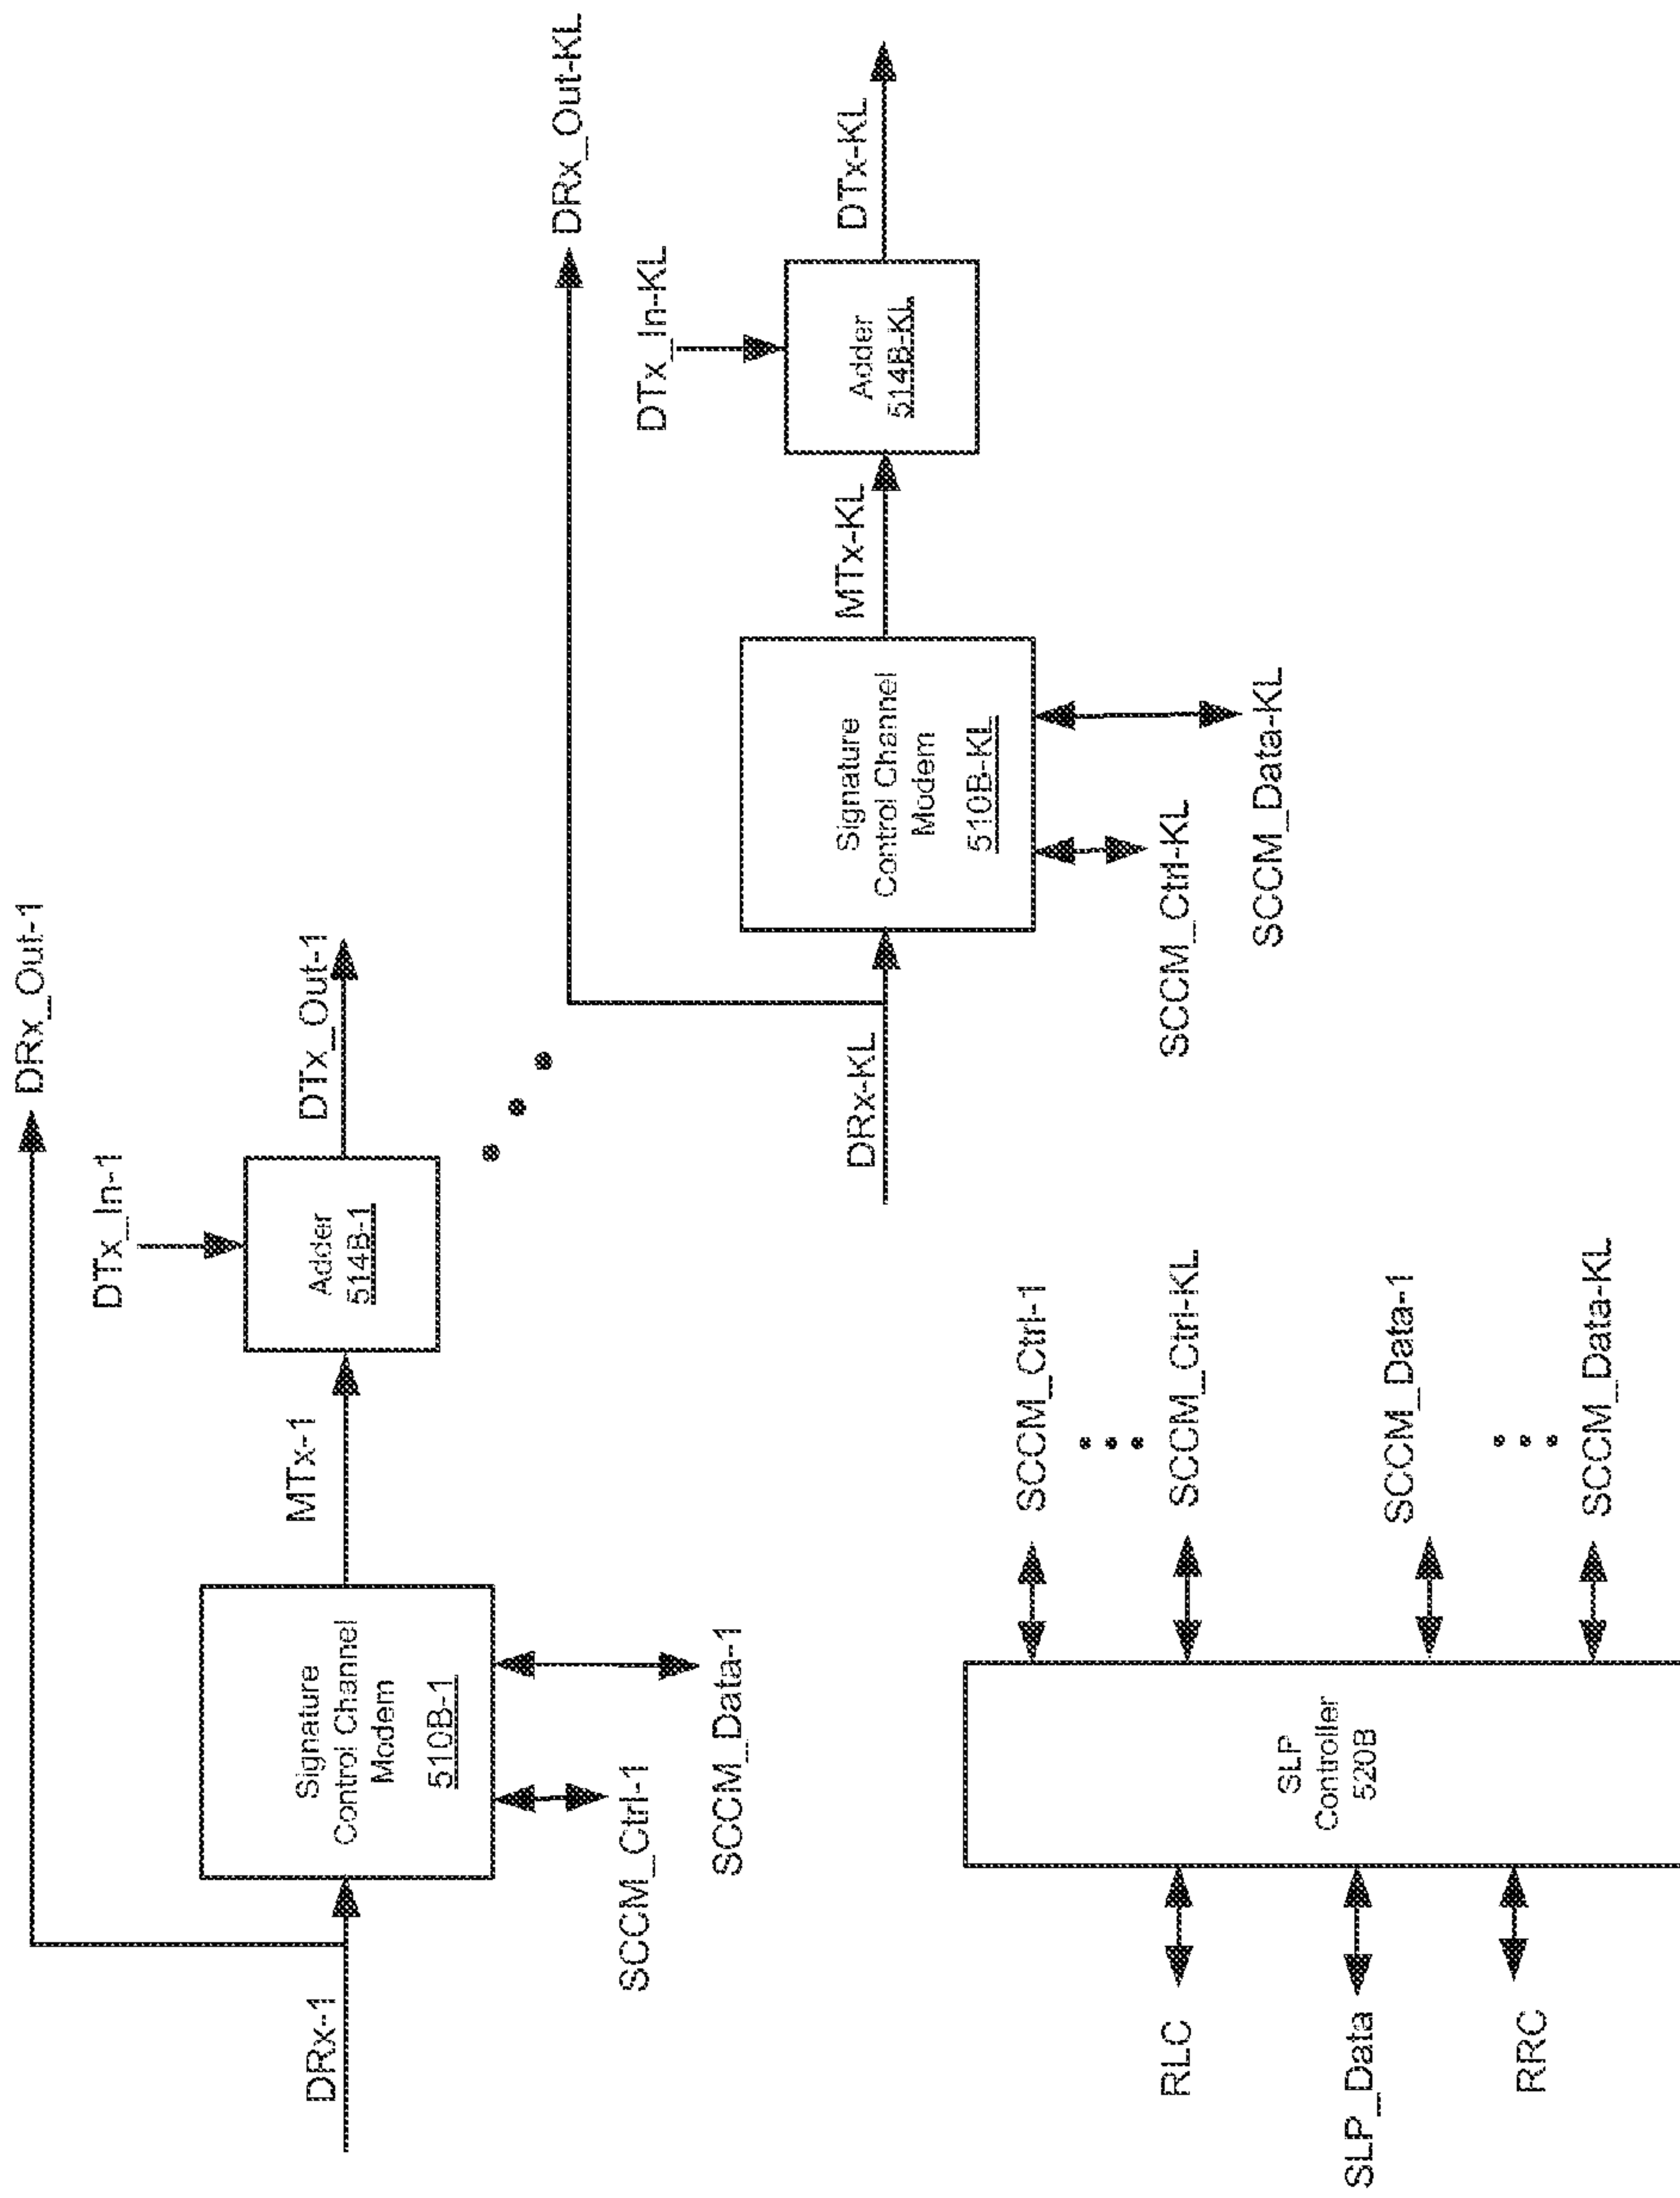 DRx_Out-1
DTx_In-1
DTx_Out-1
Adder
514B-1
MTx-1
Signature
Control Channel
Modem
510B-1
DRx-1
SCCM_Ctrl-1
SCCM_Data-1
DRx_Out-KL
DTx_In-KL
DTx-KL
Adder
514B-KL
MTx-KL
Signature
Control Channel
Modem
510B-KL
DRx-KL
SCCM_Ctrl-KL
SCCM_Data-KL
RLC
SLP_Data
RRC
SLP
Controller
520B
SCCM_Ctrl-1
SCCM_Ctrl-KL
SCCM_Data-1
SCCM_Data-KL